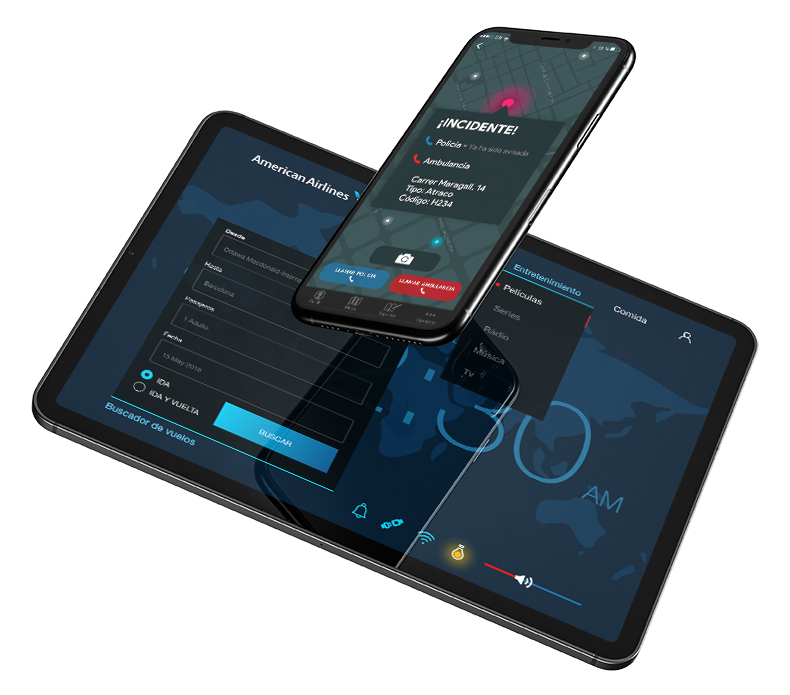 ¡INCIDENTE!
Policía - Ya ha sido avisada
Ambulancia
Carrer Maragall, 14
Tipo: Atraco
Código: H234
LLAMAR POLICIA
LLAMAR AMBULANCIA
American Airlines
Desde
Ottawa Macdonald
Hasta
Barcelona
Pasajeros
1 Adulto
Fecha
15 May 2018
IDA
IDA Y VUELTA
BUSCAR
Buscador de vuelos
Entretenimiento
Películas
Series
Radio
Música
Tv
Comida
:30
AM